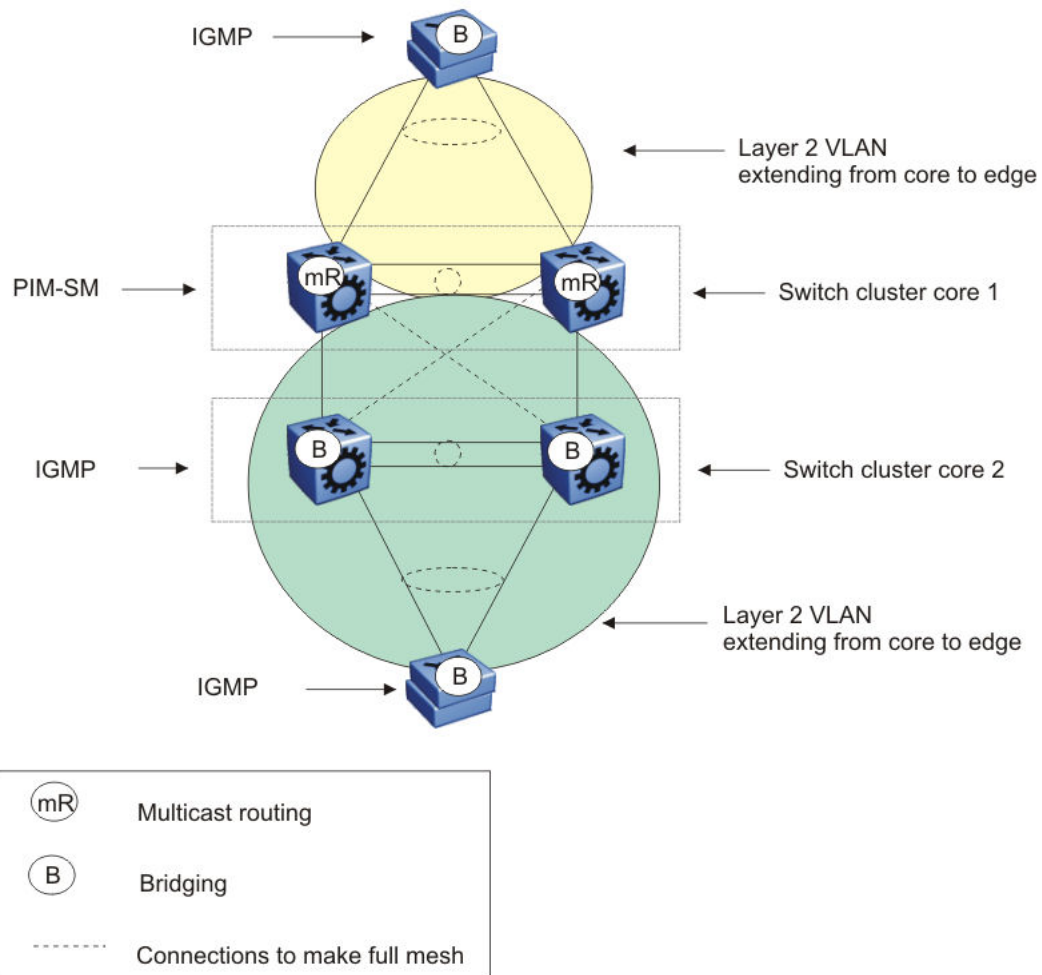 IGMP
B
Layer 2 VLAN
extending from core to edge
PIM-SM
mR
mR
Switch cluster core 1
IGMP
B
B
Switch cluster core 2
Layer 2 VLAN
extending from core to edge
IGMP
B
mR
Multicast routing
B
Bridging
Connections to make full mesh